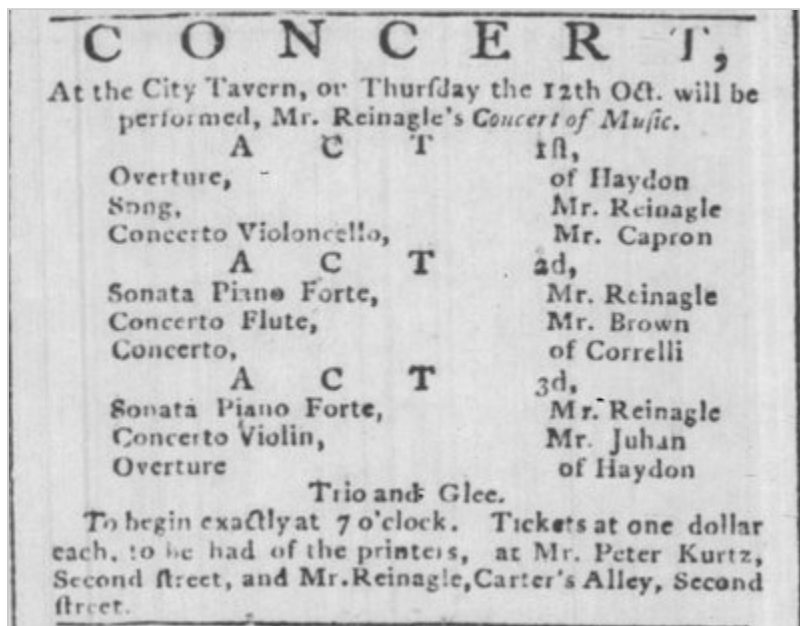 CONCERT,
At the City Tavern, or Thurſday the 12th Oct. will be
performed, Mr. Reinagle's Concert of Muſic.
ACT 1ſt,
Overture, - of Haydon
Song, Mr. Reinagle
Concerto Violoncello, Mr. Capron
ACT 2d,
Sonata Piano Forte, Mr. Reinagle
Concerto Flute, Mr. Brown
Concerto, of Correlli
ACT 3d,
Sonata Piano Forte, Mr. Reinagle
Concerto Violin, Mr. Juhan
Overture of Haydon
Trio and Glee.
To begin exactly at 7 o'clock. Tickets at one dollar
each, to be had of the printers, at Mr. Peter Kurtz,
Second ſtreet, and Mr. Reinagle, Carter's Alley, Second
ſtreet.